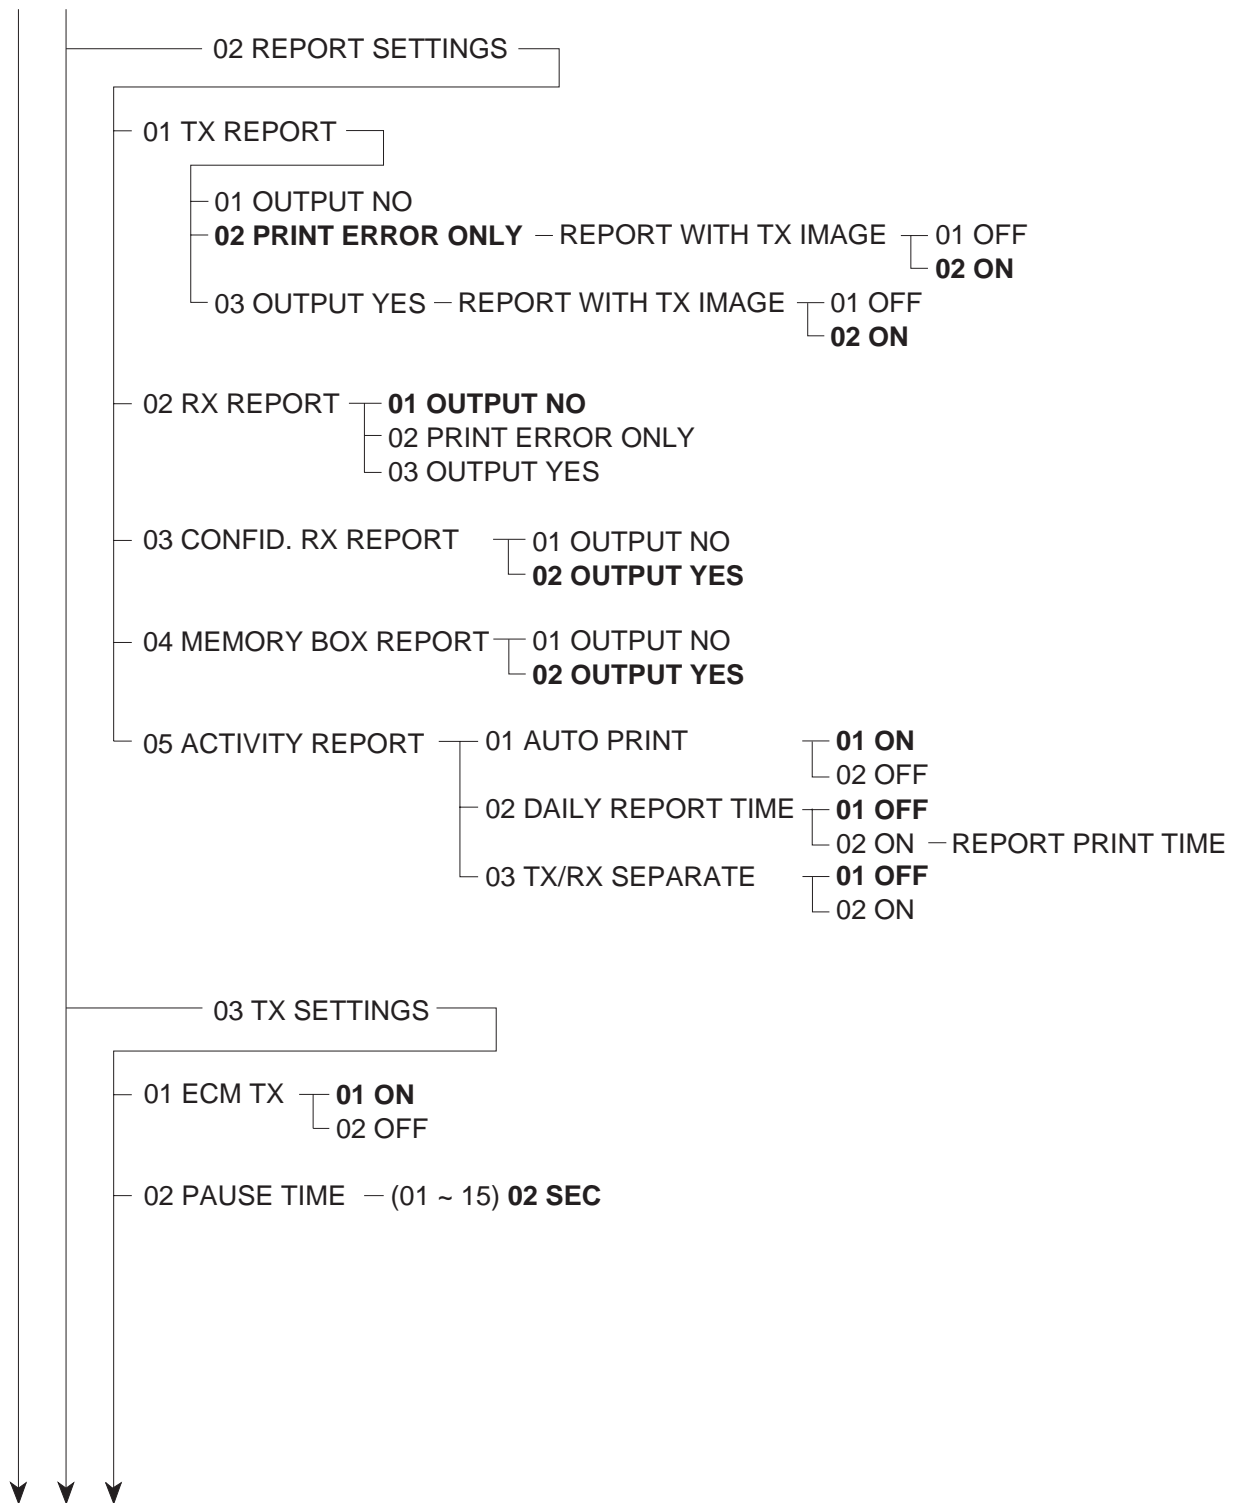 02 REPORT SETTINGS
01 TX REPORT
01 OUTPUT NO
02 PRINT ERROR ONLY REPORT WITH TX IMAGE 01 OFF
02 ON
03 OUTPUT YES REPORT WITH TX IMAGE 01 OFF
02 ON
02 RX REPORT 01 OUTPUT NO
02 PRINT ERROR ONLY
03 OUTPUT YES
03 CONFID. RX REPORT 01 OUTPUT NO
02 OUTPUT YES
04 MEMORY BOX REPORT 01 OUTPUT NO
02 OUTPUT YES
05 ACTIVITY REPORT 01 AUTO PRINT 01 ON
02 OFF
02 DAILY REPORT TIME 01 OFF
02 ON REPORT PRINT TIME
03 TX/RX SEPARATE 01 OFF
02 ON
03 TX SETTINGS
01 ECM TX 01 ON
02 OFF
02 PAUSE TIME (01 ~ 15) 02 SEC